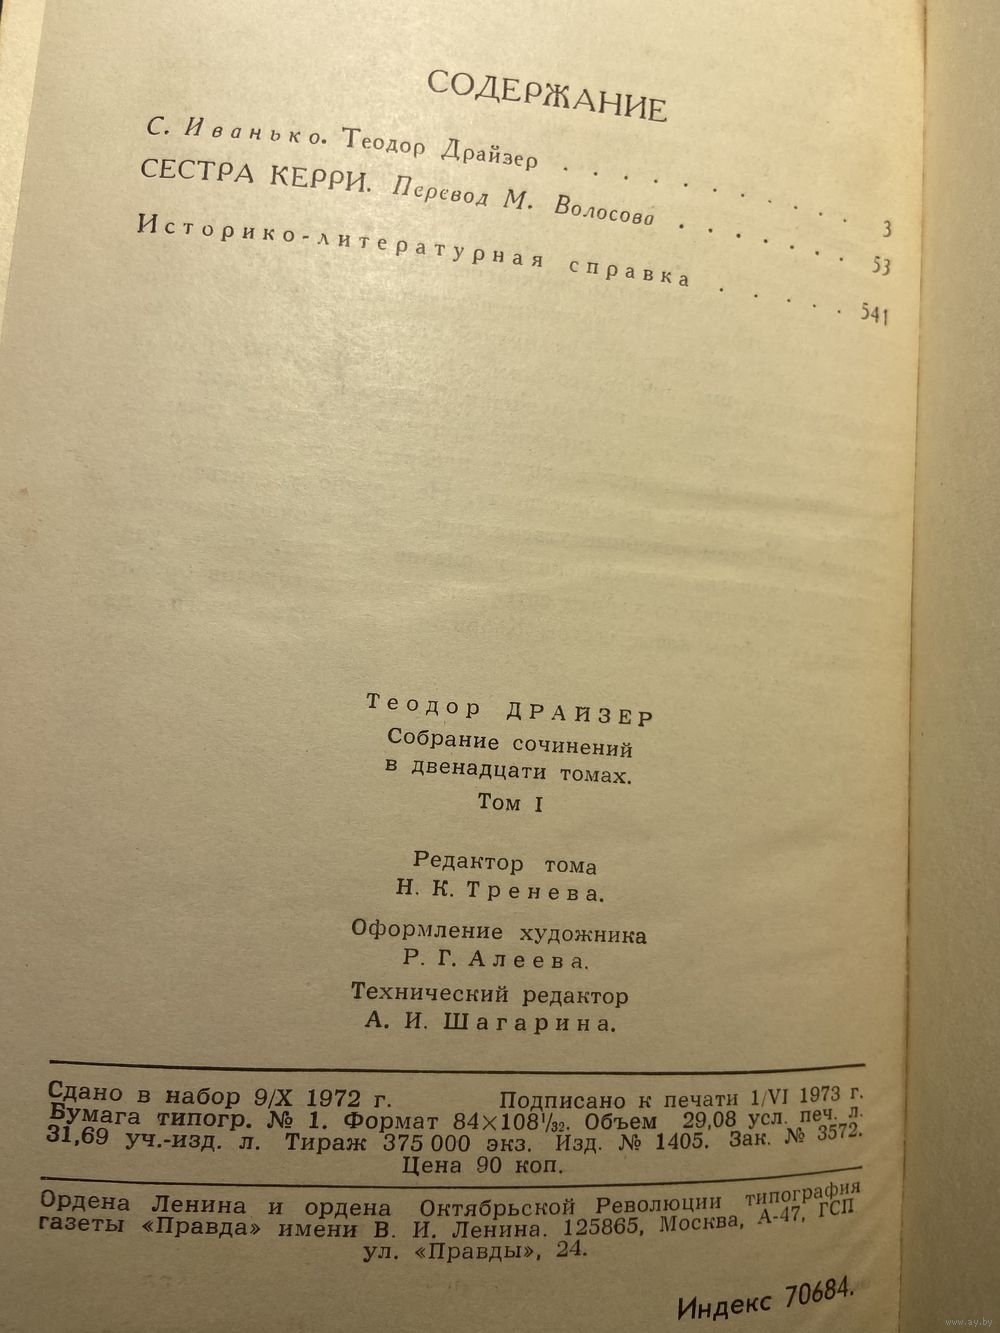 СОДЕРЖАНИЕ
С. Иванько. Теодор Драйзер . . . . . . . . . . 3
СЕСТРА КЕРРИ. Перевод М. Волосова . . . . . . . 53
Историко-литературная справка . . . . . 541
Теодор ДРАЙЗЕР
Собрание сочинений
в двенадцати томах.
Том I
Редактор тома
Н. К. Тренева.
Оформление художника
Р. Г. Алеева.
Технический редактор
А. И. Шагарина.
Сдано в набор 9/X 1972 г. Подписано к печати 1/VI 1973 г.
Бумага типогр. № 1. Формат 84×108¹/₃₂. Объем 29,08 усл. печ. л.
31,69 уч.-изд. л. Тираж 375 000 экз. Изд. № 1405. Зак. № 3572.
Цена 90 коп.
Ордена Ленина и ордена Октябрьской Революции типография
газеты «Правда» имени В. И. Ленина. 125865, Москва, А-47, ГСП
ул. «Правды», 24.
Индекс 70684.
www.ay.by